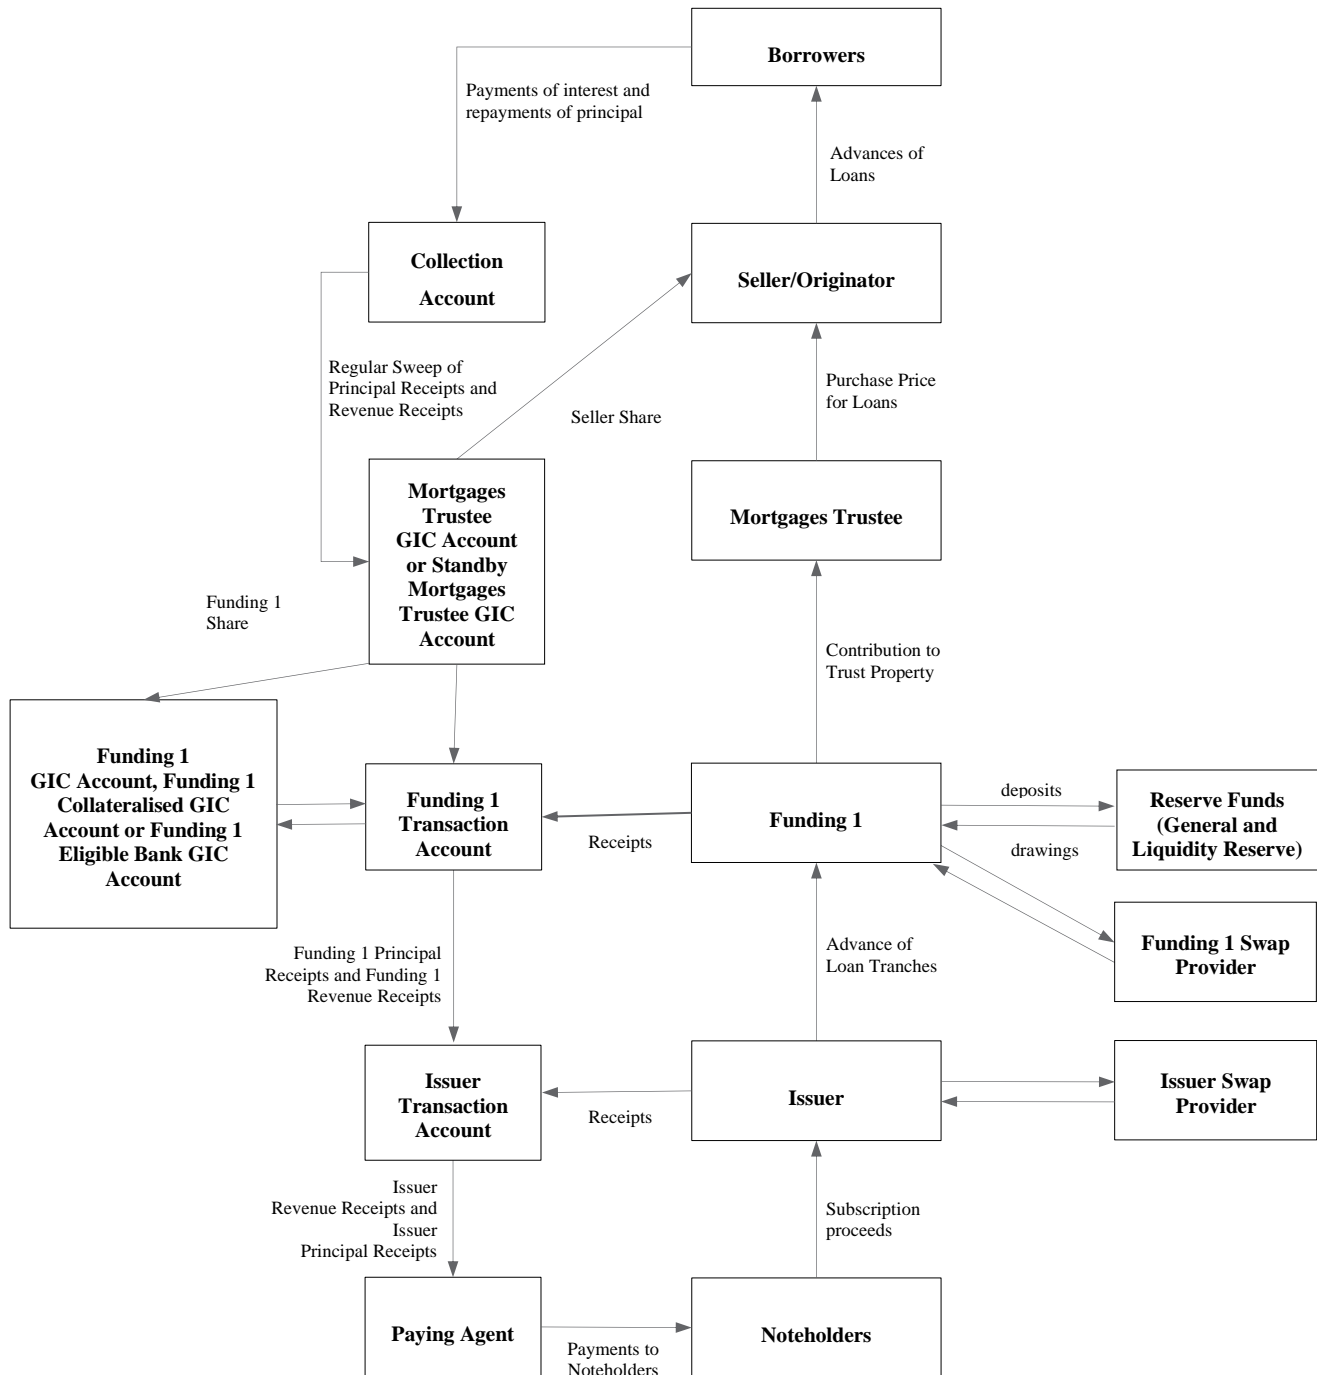 Borrowers
Payments of interest and
repayments of principal
Advances of
Loans
Collection
Account
Seller/Originator
Regular Sweep of
Principal Receipts and
Revenue Receipts
Seller Share
Purchase Price
for Loans
Mortgages
Trustee
GIC Account
or Standby
Mortgages
Trustee GIC
Account
Mortgages Trustee
Funding 1
Share
Contribution to
Trust Property
Funding 1
GIC Account, Funding 1
Collateralised GIC
Account or Funding 1
Eligible Bank GIC
Account
Funding 1
Transaction
Account
Receipts
Funding 1
deposits
drawings
Reserve Funds
(General and
Liquidity Reserve)
Funding 1 Principal
Receipts and Funding 1
Revenue Receipts
Advance of
Loan Tranches
Funding 1 Swap
Provider
Issuer
Transaction
Account
Receipts
Issuer
Issuer Swap
Provider
Issuer
Revenue Receipts and
Issuer
Principal Receipts
Subscription
proceeds
Paying Agent
Payments to
Noteholders
Noteholders